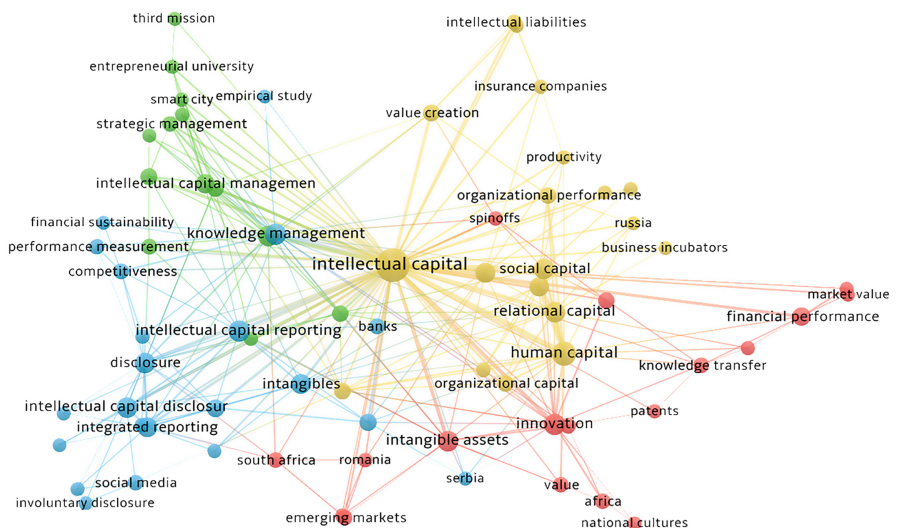 third mission
intellectual liabilities
entrepreneurial university
insurance companies
smart city
empirical study
value creation
strategic management
productivity
intellectual capital managemen
organizational performance
spinoffs
financial sustainability
russia
knowledge management
performance measurement
business incubators
intellectual capital
social capital
competitiveness
market value
relational capital
financial performance
banks
intellectual capital reporting
human capital
disclosure
knowledge transfer
intangibles
organizational capital
intellectual capital disclosur
patents
integrated reporting
innovation
intangible assets
south africa
romania
serbia
social media
value
involuntary disclosure
africa
emerging markets
national cultures